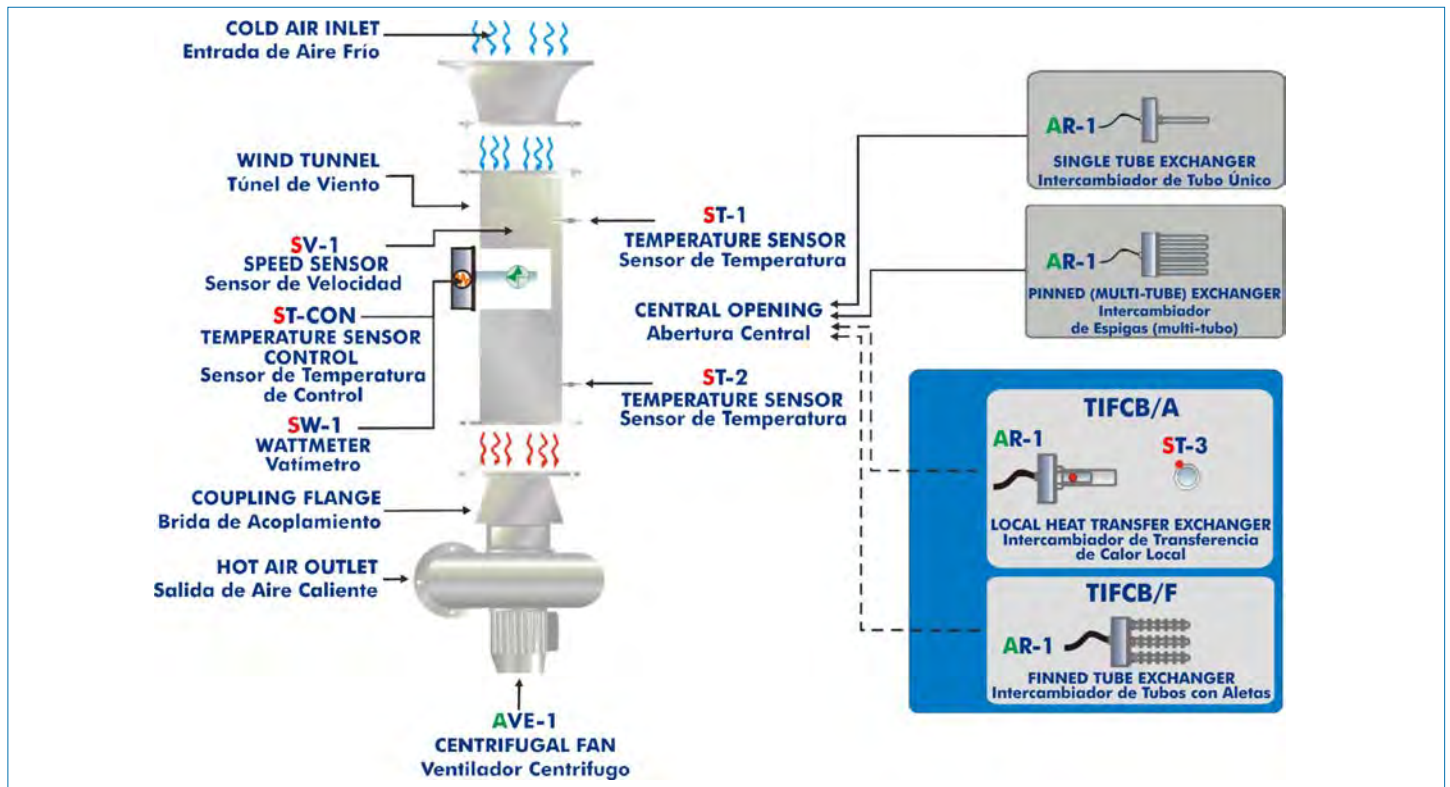 COLD AIR INLET
Entrada de Aire Frío
WIND TUNNEL
Túnel de Viento
SV-1
SPEED SENSOR
Sensor de Velocidad
ST-CON
TEMPERATURE SENSOR
CONTROL
Sensor de Temperatura
de Control
SW-1
WATTMETER
Vatímetro
COUPLING FLANGE
Brida de Acoplamiento
HOT AIR OUTLET
Salida de Aire Caliente
AVE-1
CENTRIFUGAL FAN
Ventilador Centrifugo
ST-1
TEMPERATURE SENSOR
Sensor de Temperatura
CENTRAL OPENING
Abertura Central
ST-2
TEMPERATURE SENSOR
Sensor de Temperatura
AR-1
SINGLE TUBE EXCHANGER
Intercambiador de Tubo Único
AR-1
PINNED (MULTI-TUBE) EXCHANGER
Intercambiador
de Espigas (multi-tubo)
TIFCB/A
AR-1
ST-3
LOCAL HEAT TRANSFER EXCHANGER
Intercambiador de Transferencia
de Calor Local
TIFCB/F
AR-1
FINNED TUBE EXCHANGER
Intercambiador de Tubos con Aletas